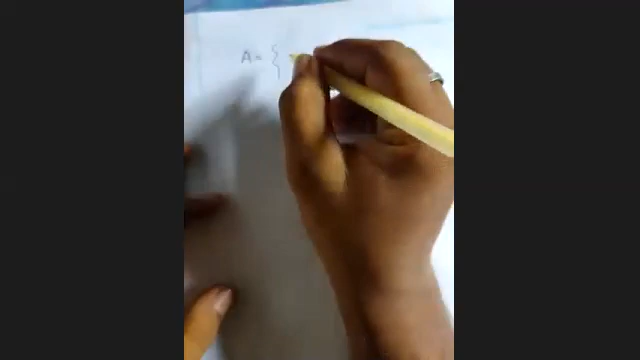 A = {